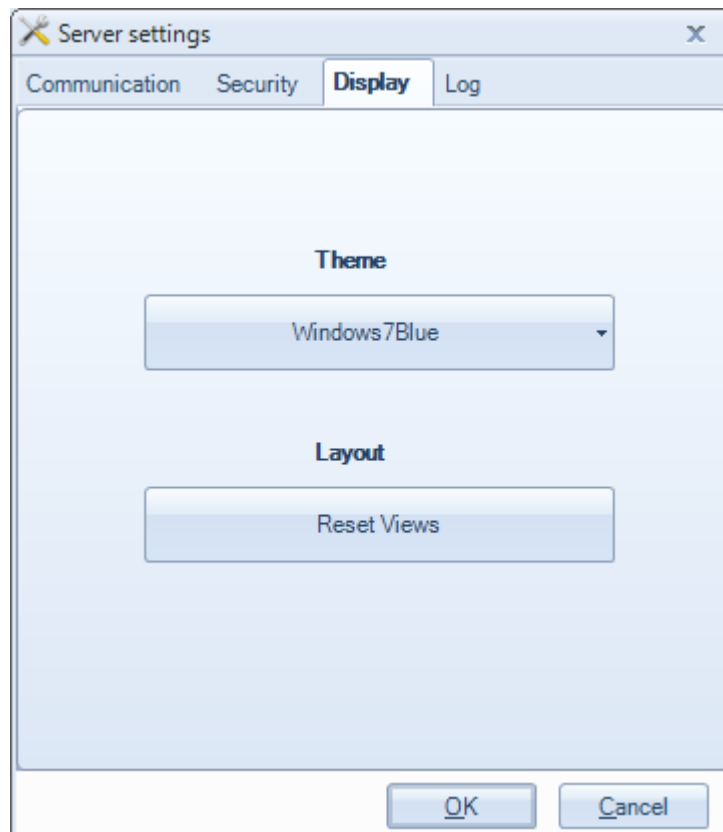 Server settings
Communication Security Display Log
Theme
Windows7Blue
Layout
Reset Views
OK Cancel